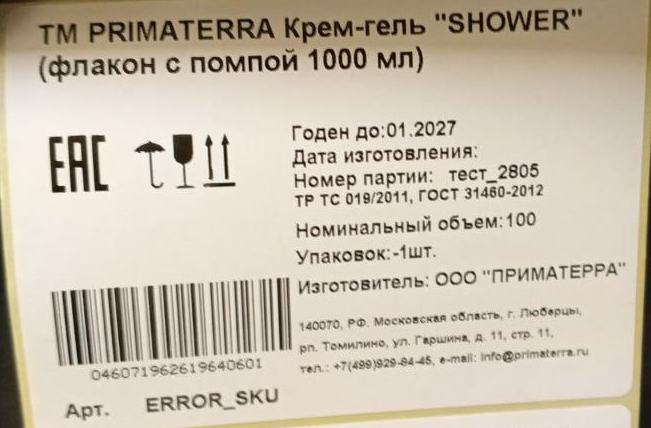 ТМ PRIMATERRA Крем-гель "SHOWER"
(флакон с помпой 1000 мл)
EAC
Годен до:01.2027
Дата изготовления:
Номер партии: тест_2805
ТР ТС 019/2011, ГОСТ 31460-2012
Номинальный объем:100
Упаковок:-1шт.
Изготовитель: ООО "ПРИМАТЕРРА"
140070, РФ. Московская область, г. Люберцы,
рп. Томилино, ул. Гаршина, д. 11, стр. 11,
тел.: +7(499)929-84-45, e-mail: info@primaterra.ru
046071962619640601
Арт. ERROR_SKU